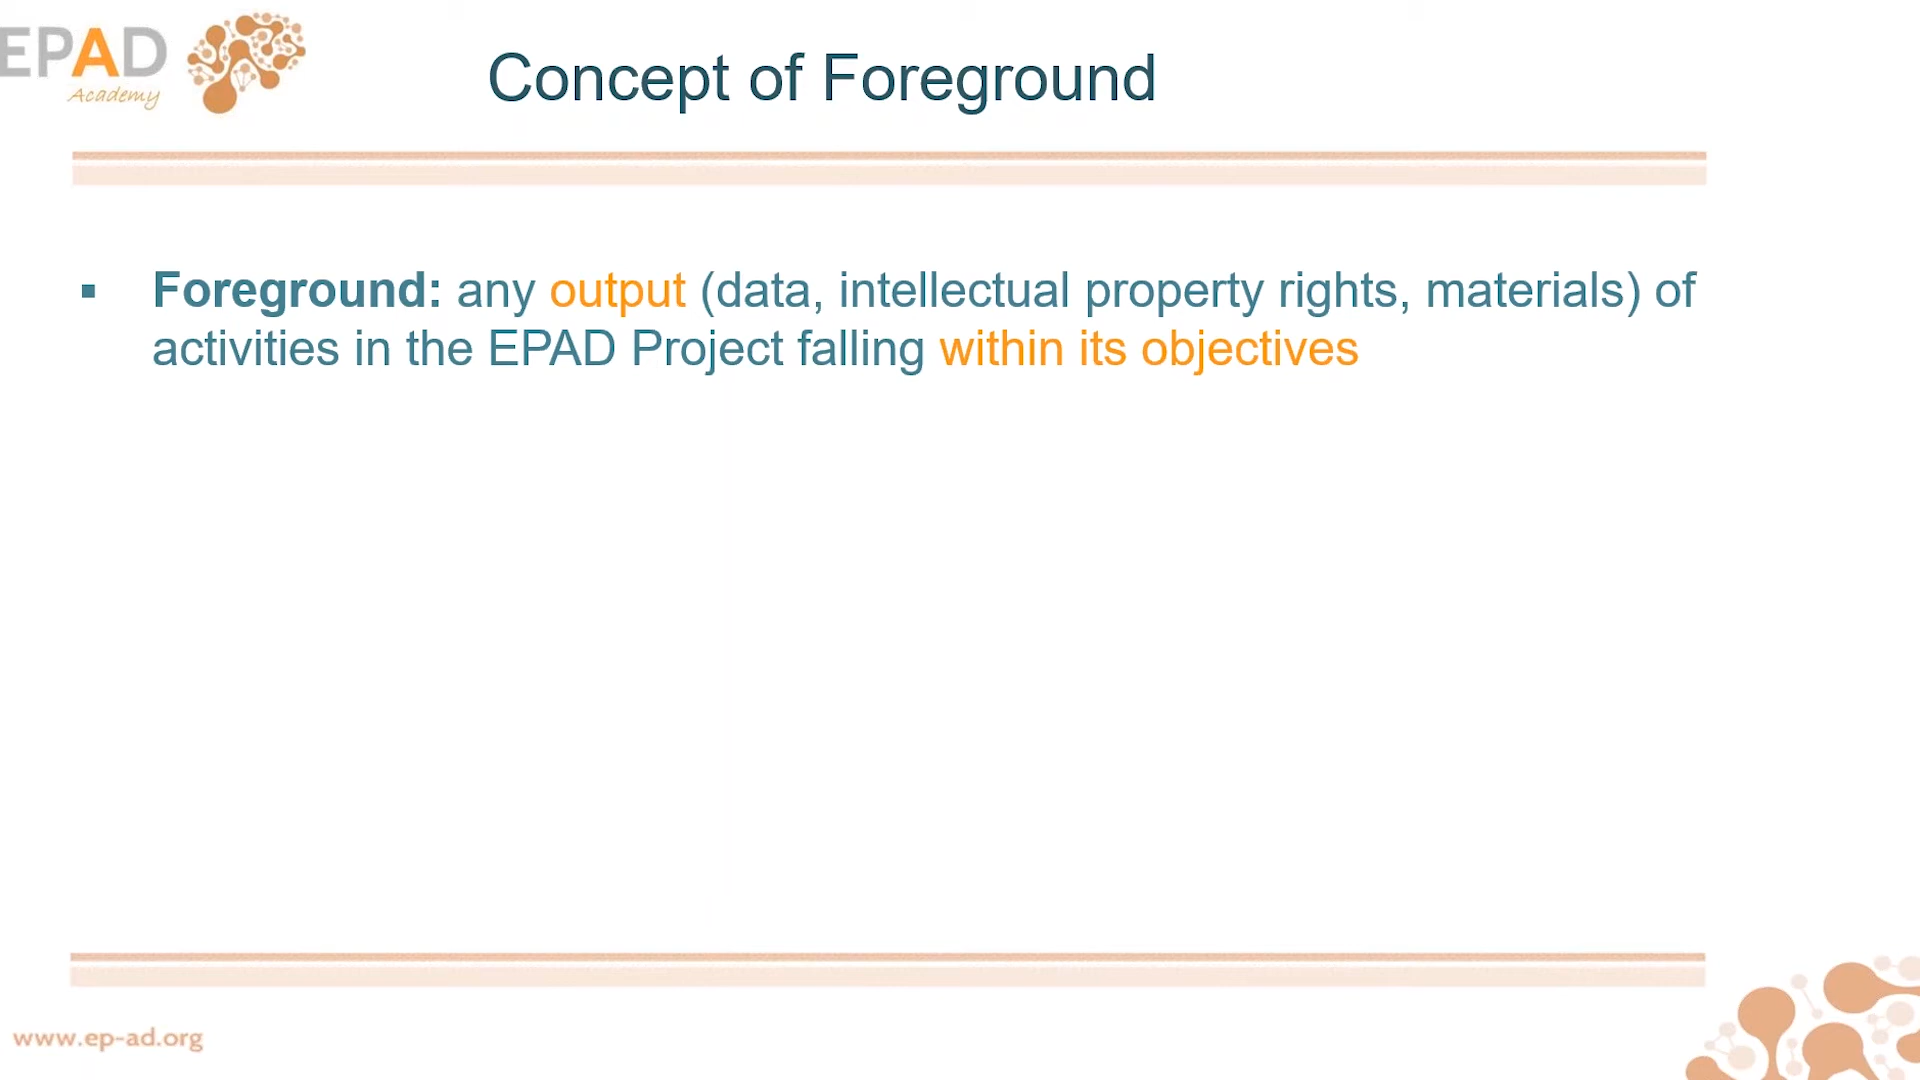 EPAD
Academy
Concept of Foreground
▪ Foreground: any output (data, intellectual property rights, materials) of
activities in the EPAD Project falling within its objectives
www.ep-ad.org